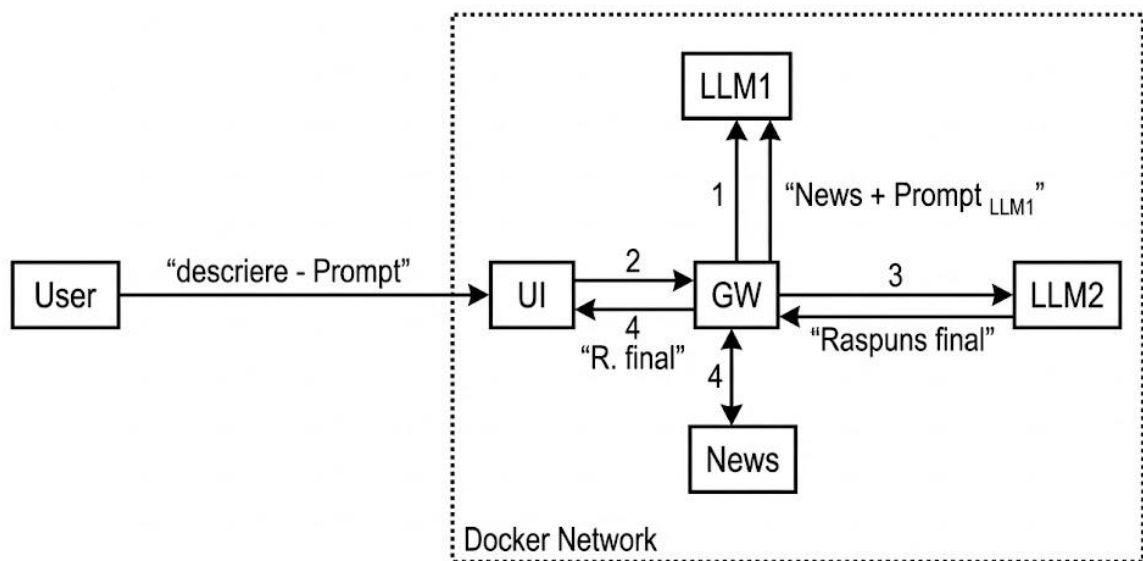 LLM1
1
“News + Prompt LLM1”
User
“descriere - Prompt”
UI
2
GW
3
LLM2
4
“R. final”
“Raspuns final”
4
News
Docker Network